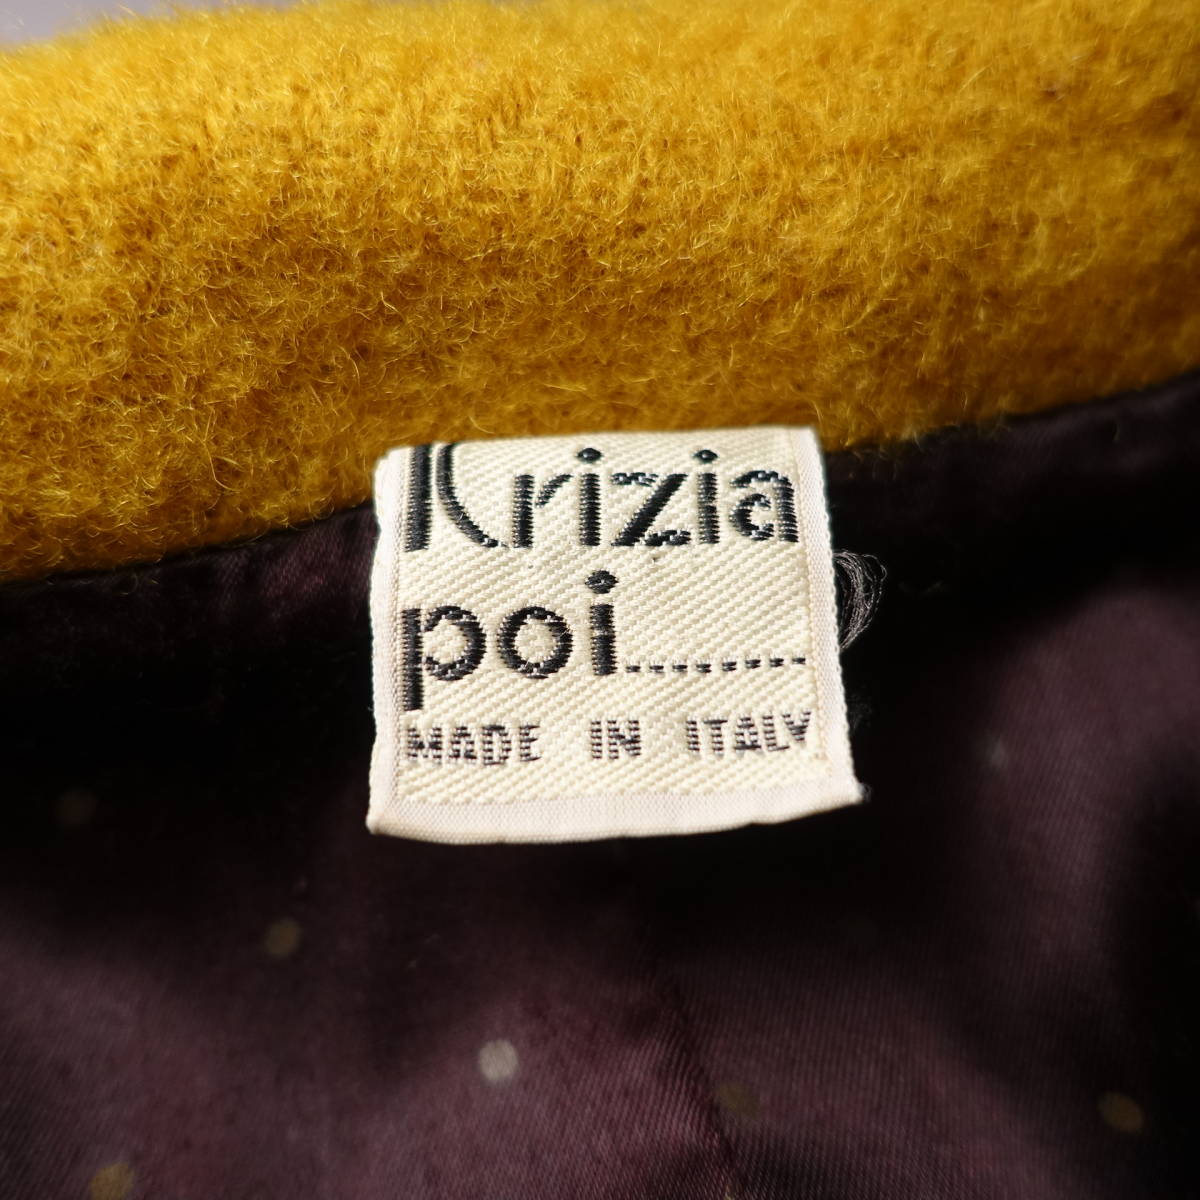 Krizia
poi.........
MADE IN ITALY